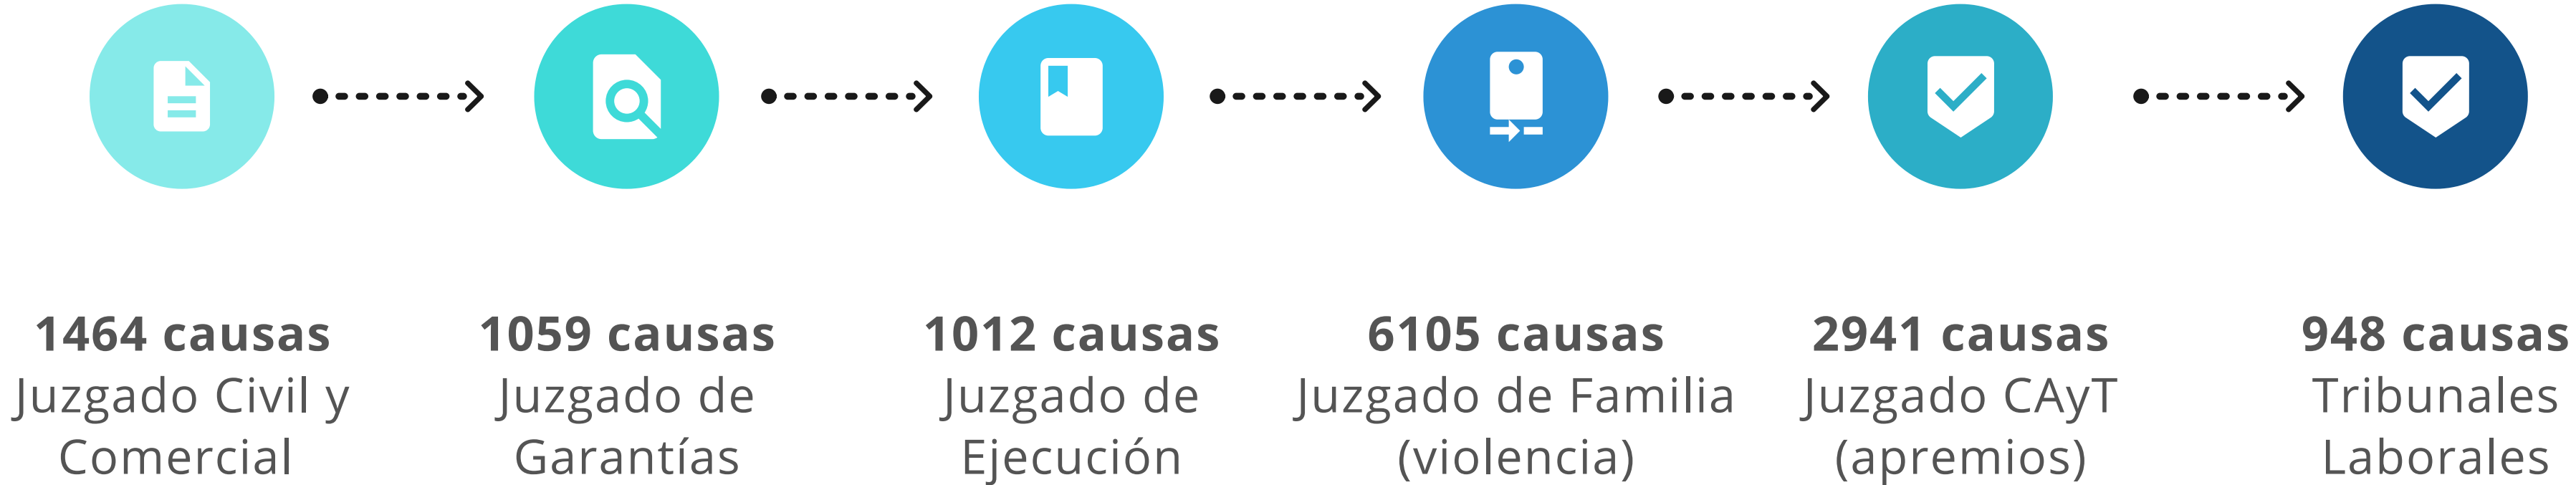 1464 causas
Juzgado Civil y
Comercial
1059 causas
Juzgado de
Garantías
1012 causas
Juzgado de
Ejecución
6105 causas
Juzgado de Familia
(violencia)
2941 causas
Juzgado CAyT
(apremios)
948 causas
Tribunales
Laborales